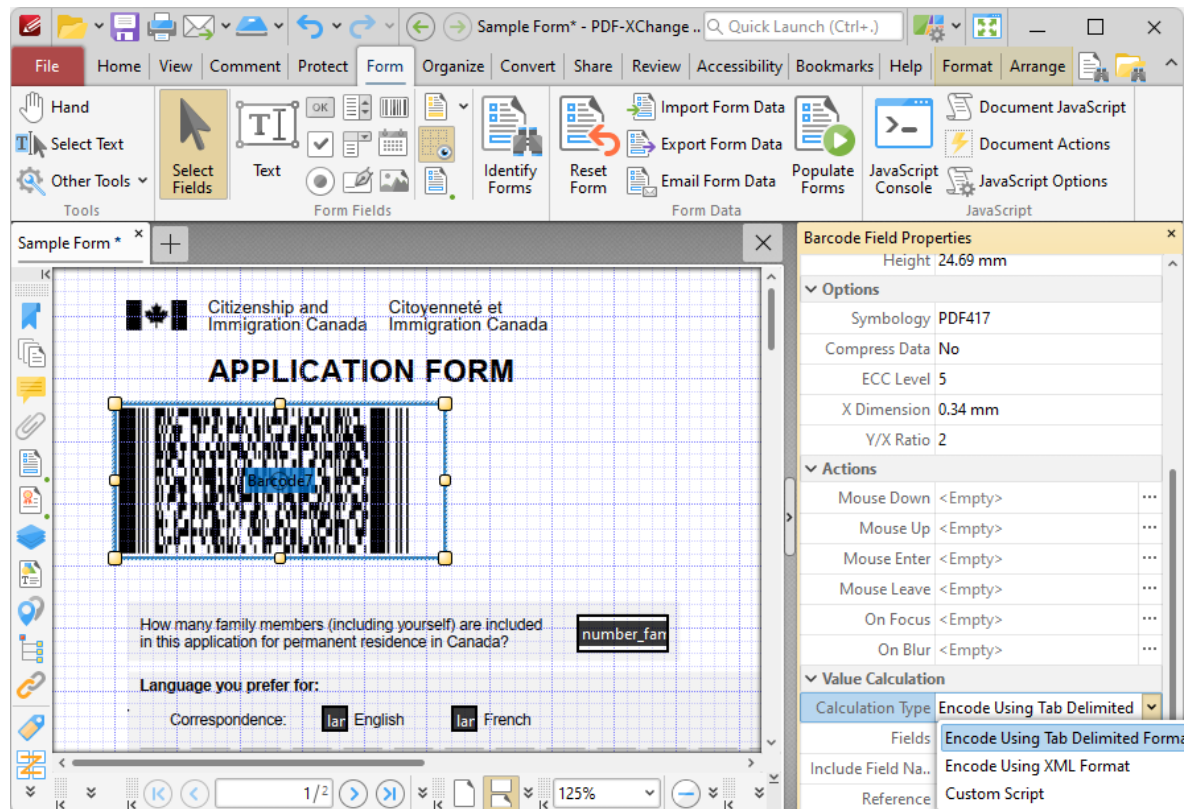 Sample Form* - PDF-XChange ..
Quick Launch (Ctrl+.)
File Home View Comment Protect Form Organize Convert Share Review Accessibility Bookmarks Help Format Arrange
Hand
Select Text
Other Tools
Tools
Select Fields
Text
OK
Form Fields
Identify Forms
Reset Form
Import Form Data
Export Form Data
Email Form Data
Populate Forms
Form Data
JavaScript Console
Document JavaScript
Document Actions
JavaScript Options
JavaScript
Sample Form *
Citizenship and
Immigration Canada
Citoyenneté et
Immigration Canada
APPLICATION FORM
Barcode7
How many family members (including yourself) are included
in this application for permanent residence in Canada?
number_fam
Language you prefer for:
Correspondence: lan English lan French
1/2
125%
Barcode Field Properties
Height 24.69 mm
Options
Symbology PDF417
Compress Data No
ECC Level 5
X Dimension 0.34 mm
Y/X Ratio 2
Actions
Mouse Down <Empty> ...
Mouse Up <Empty> ...
Mouse Enter <Empty> ...
Mouse Leave <Empty> ...
On Focus <Empty> ...
On Blur <Empty> ...
Value Calculation
Calculation Type Encode Using Tab Delimited
Fields
Encode Using Tab Delimited Forma
Include Field Na..
Encode Using XML Format
Reference
Custom Script